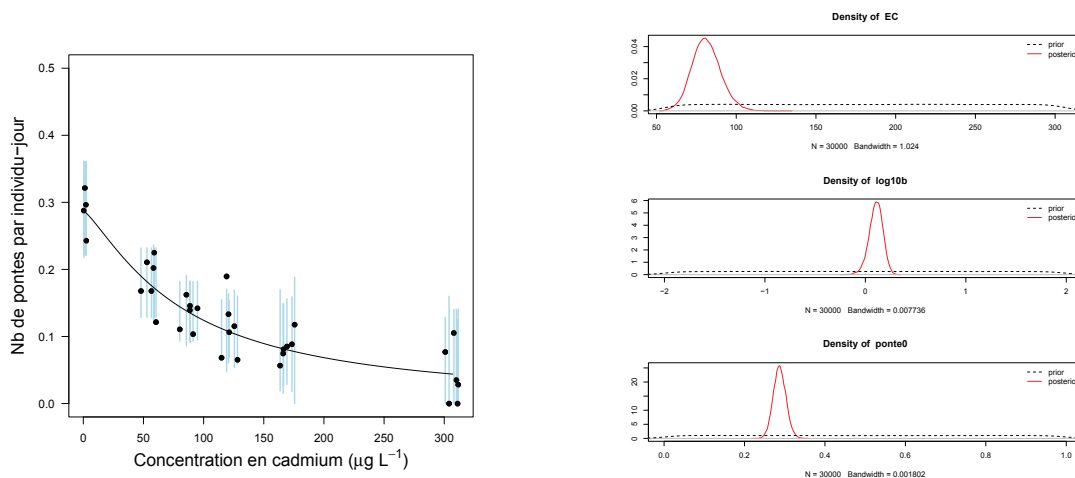 Nb de pontes par individu−jour
0.5
0.4
0.3
0.2
0.1
0.0
0 50 100 150 200 250 300
Concentration en cadmium (µg L−1)
Density of EC
0.04
0.02
0.00
prior
posterior
50 100 150 200 250 300
N = 30000 Bandwidth = 1.024
Density of log10b
6
5
4
3
2
1
0
prior
posterior
−2 −1 0 1 2
N = 30000 Bandwidth = 0.007736
Density of ponte0
20
10
5
0
prior
posterior
0.0 0.2 0.4 0.6 0.8 1.0
N = 30000 Bandwidth = 0.001802